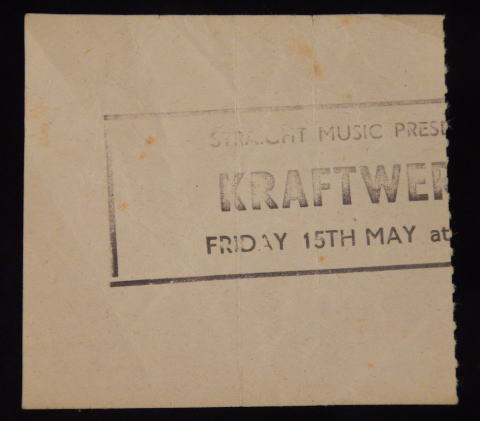 STRAIGHT MUSIC PRESE
KRAFTWER
FRIDAY 15TH MAY at